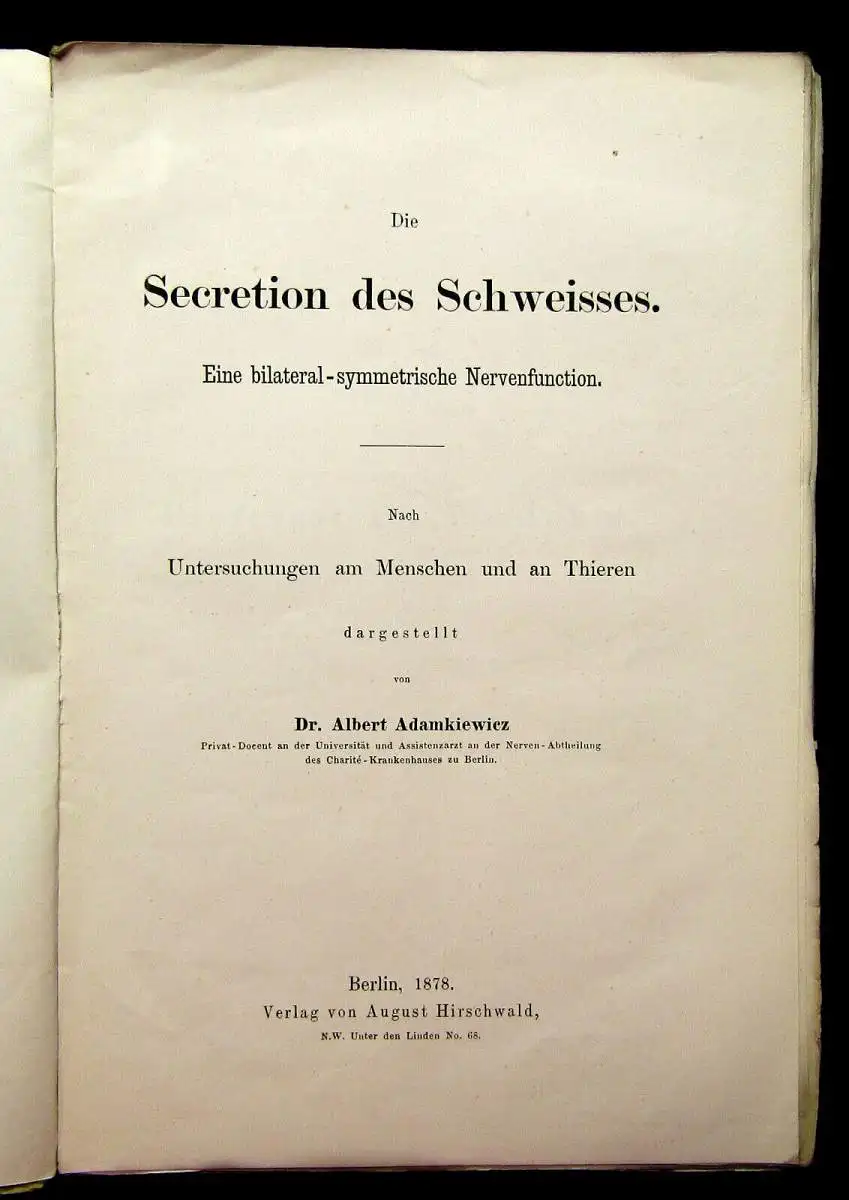 Die
Secretion des Schweisses.
Eine bilateral-symmetrische Nervenfunction.
Nach
Untersuchungen am Menschen und an Thieren
dargestellt
von
Dr. Albert Adamkiewicz
Privat-Docent an der Universität und Assistenzarzt an der Nerven-Abtheilung
des Charité-Krankenhauses zu Berlin.
Berlin, 1878.
Verlag von August Hirschwald,
N.W. Unter den Linden No. 68.